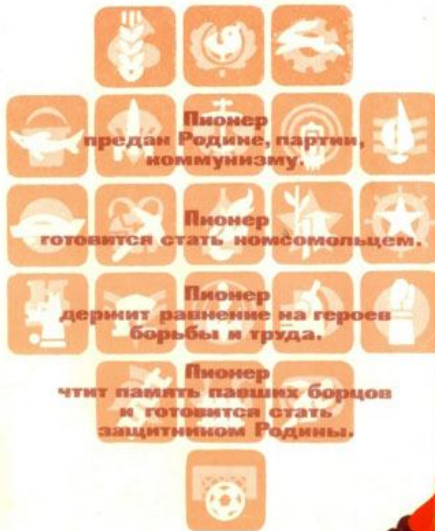 Пионер
предан Родине, партии,
коммунизму.
Пионер
готовится стать комсомольцем.
Пионер
держит равнение на героев
борьбы и труда.
Пионер
чтит память павших борцов
и готовится стать
защитником Родины.